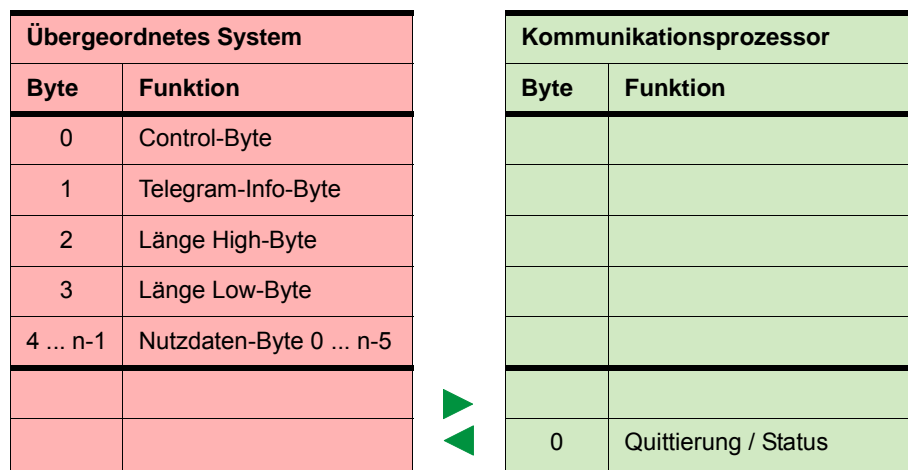 Übergeordnetes System
Kommunikationsprozessor
Byte Funktion
Byte Funktion
0 Control-Byte
1 Telegram-Info-Byte
2 Länge High-Byte
3 Länge Low-Byte
4 ... n-1 Nutzdaten-Byte 0 ... n-5
0 Quittierung / Status